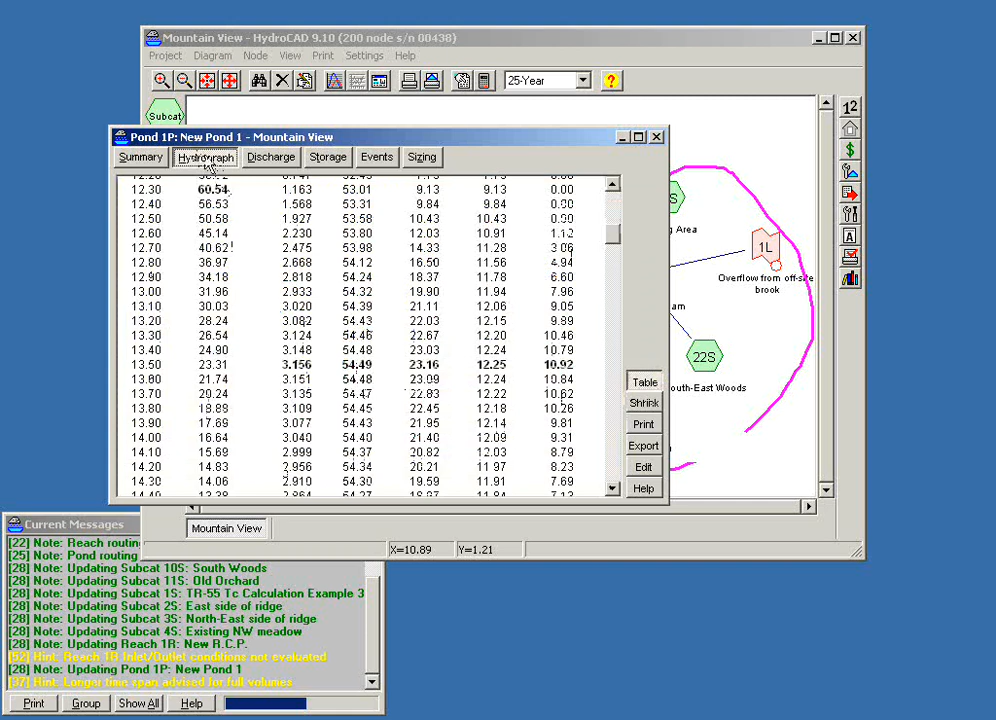 Mountain View - HydroCAD 9.10 (200 node s/n 00438)
Project Diagram Node View Print Settings Help
25-Year
Subcat
Pond 1P: New Pond 1 - Mountain View
Summary Hydrograph Discharge Storage Events Sizing
12.30 60.54 1.163 53.01 9.13 9.13 0.00
12.40 56.53 1.568 53.31 9.84 9.84 0.00
12.50 50.58 1.927 53.58 10.43 10.43 0.00
12.60 45.14 2.230 53.80 12.03 10.91 1.12
12.70 40.62 2.475 53.98 14.33 11.28 3.06
12.80 36.97 2.668 54.12 16.50 11.56 4.94
12.90 34.18 2.818 54.24 18.37 11.78 6.60
13.00 31.96 2.933 54.32 19.90 11.94 7.96
13.10 30.03 3.020 54.39 21.11 12.06 9.05
13.20 28.24 3.082 54.43 22.03 12.15 9.89
13.30 26.54 3.124 54.46 22.67 12.20 10.46
13.40 24.90 3.148 54.48 23.03 12.24 10.79
13.50 23.31 3.156 54.49 23.16 12.25 10.92
13.60 21.74 3.151 54.48 23.09 12.24 10.84
13.70 20.24 3.135 54.47 22.83 12.22 10.62
13.80 18.88 3.109 54.45 22.45 12.18 10.26
13.90 17.69 3.077 54.43 21.95 12.14 9.81
14.00 16.64 3.040 54.40 21.40 12.09 9.31
14.10 15.69 2.999 54.37 20.82 12.03 8.79
14.20 14.83 2.956 54.34 20.21 11.97 8.23
14.30 14.06 2.910 54.30 19.59 11.91 7.69
Table
Shrink
Print
Export
Edit
Help
S
Area
1L
Overflow from off-site
brook
am
22S
outh-East Woods
12
$
A
Mountain View
X=10.89 Y=1.21
Current Messages
[22] Note: Reach routin
[25] Note: Pond routing
[28] Note: Updating Subcat 10S: South Woods
[28] Note: Updating Subcat 11S: Old Orchard
[28] Note: Updating Subcat 1S: TR-55 Tc Calculation Example 3
[28] Note: Updating Subcat 2S: East side of ridge
[28] Note: Updating Subcat 3S: North-East side of ridge
[28] Note: Updating Subcat 4S: Existing NW meadow
[28] Note: Updating Reach 1R: New R.C.P.
[52] Hint: Reach 1R Inlet/Outlet conditions not evaluated
[28] Note: Updating Pond 1P: New Pond 1
[37] Hint: Longer time span advised for full volumes
Print Group Show All Help